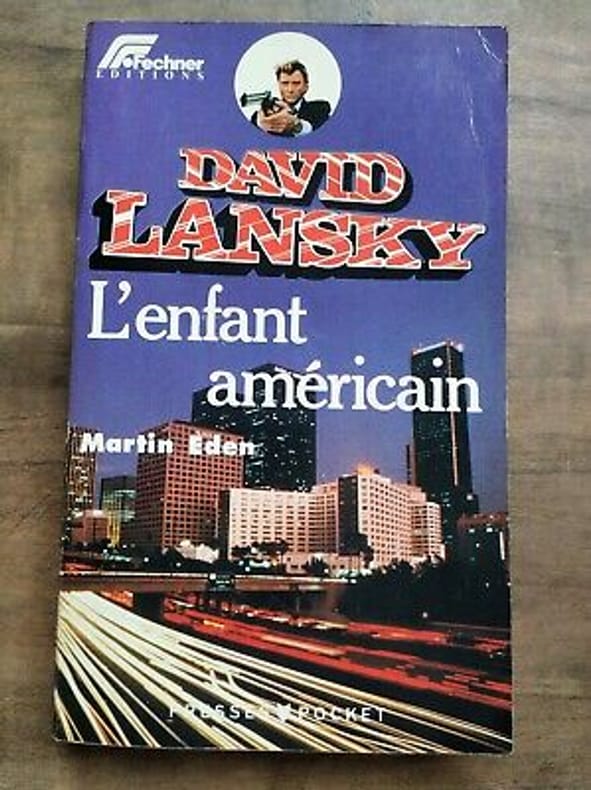 Fechner
EDITIONS
DAVID
LANSKY
L'enfant
américain
Martin Eden
PRESSES POCKET